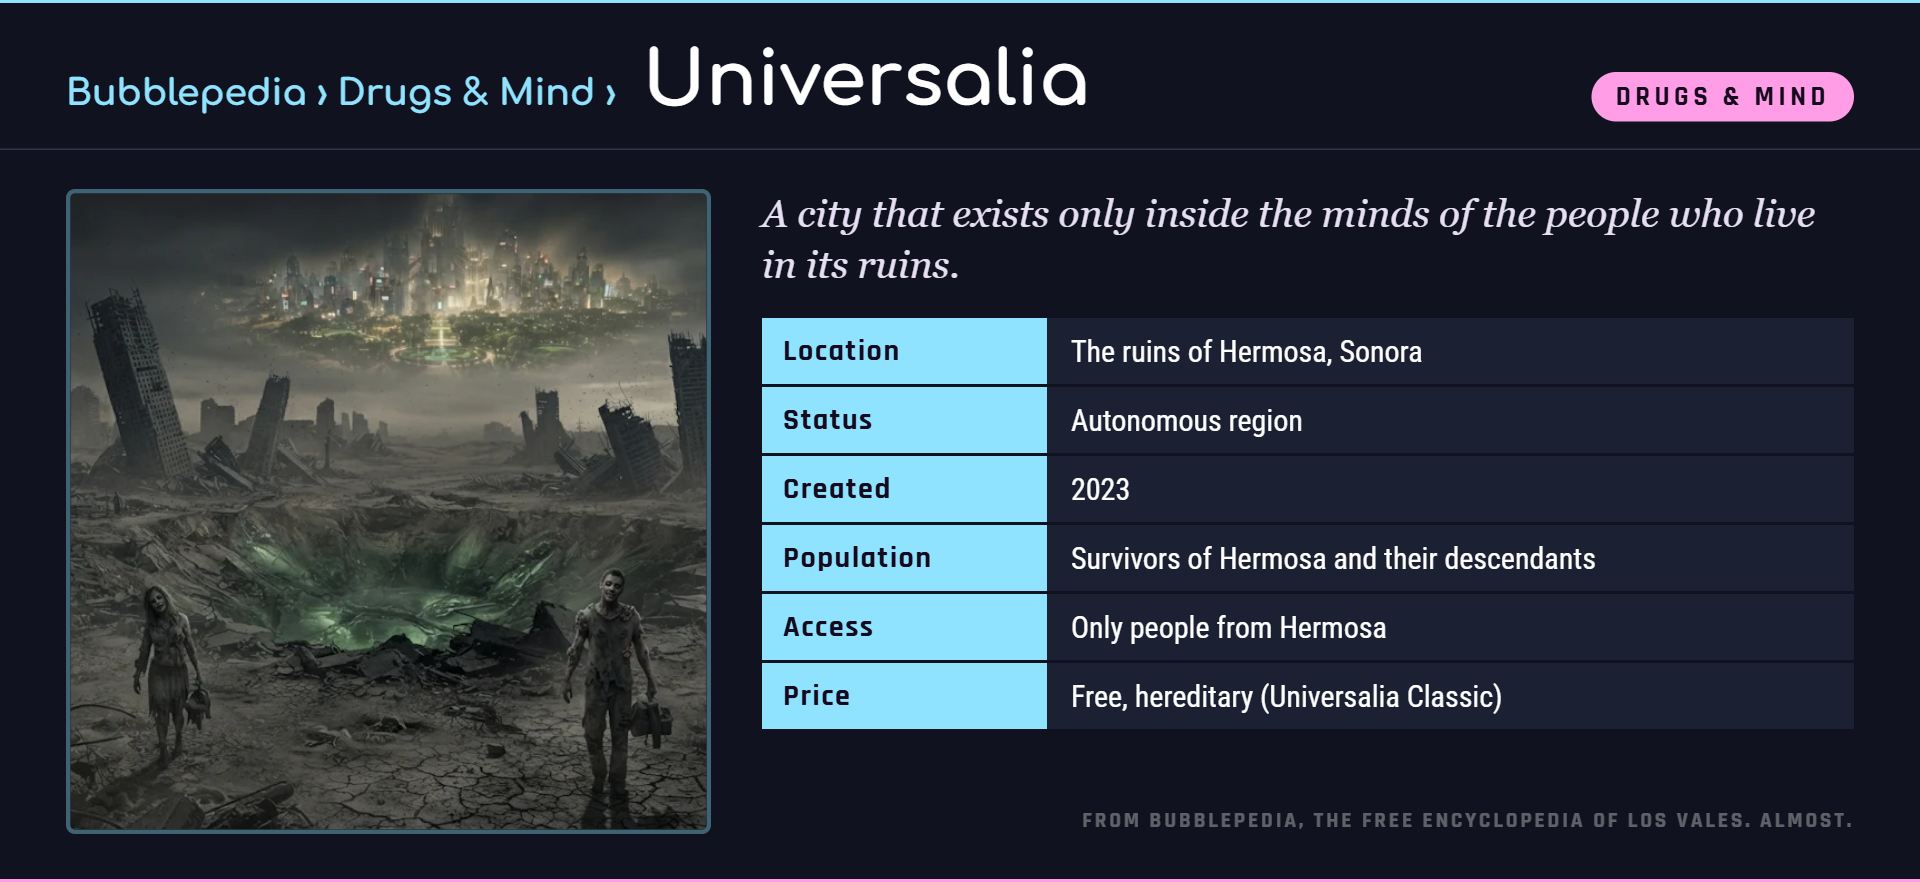 Bubblepedia › Drugs & Mind › Universalia
DRUGS & MIND
A city that exists only inside the minds of the people who live
in its ruins.
Location The ruins of Hermosa, Sonora
Status Autonomous region
Created 2023
Population Survivors of Hermosa and their descendants
Access Only people from Hermosa
Price Free, hereditary (Universalia Classic)
FROM BUBBLEPEDIA, THE FREE ENCYCLOPEDIA OF LOS VALES. ALMOST.